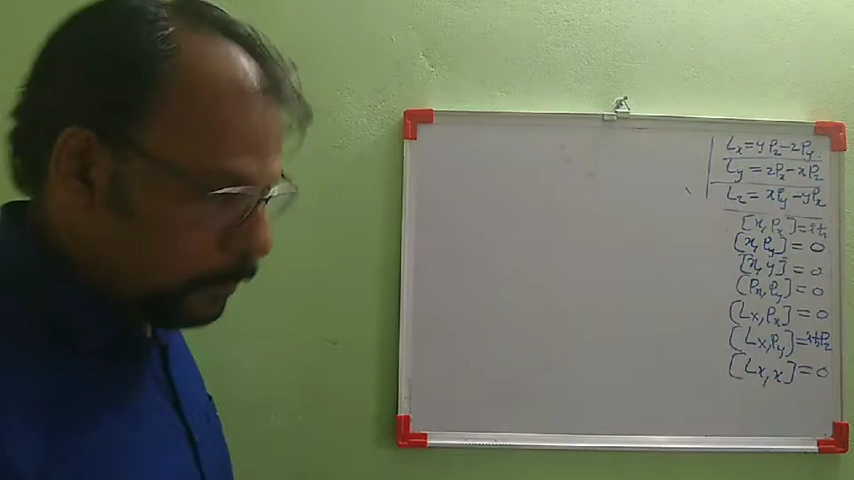 Lx = yPz - zPy
Ly = zPx - xPz
Lz = xPy - yPx
[x, Px] = iħ
[x, Py] = 0
[x, y] = 0
[Px, Py] = 0
[Lx, Px] = 0
[Lx, Py] = iħPz
[Lx, x] = 0